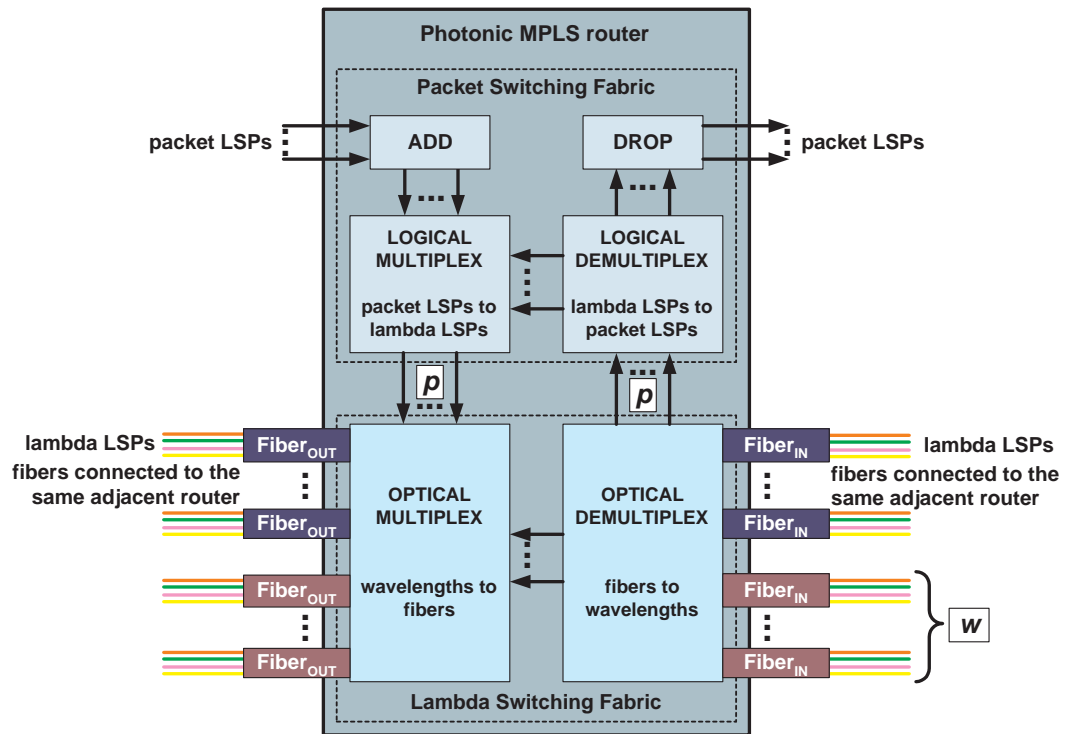 Photonic MPLS router
Packet Switching Fabric
packet LSPs
ADD
DROP
packet LSPs
LOGICAL
MULTIPLEX
packet LSPs to
lambda LSPs
LOGICAL
DEMULTIPLEX
lambda LSPs to
packet LSPs
p
p
lambda LSPs
fibers connected to the
same adjacent router
FiberOUT
FiberOUT
FiberOUT
FiberOUT
OPTICAL
MULTIPLEX
wavelengths to
fibers
OPTICAL
DEMULTIPLEX
fibers to
wavelengths
FiberIN
FiberIN
FiberIN
FiberIN
lambda LSPs
fibers connected to the
same adjacent router
w
Lambda Switching Fabric